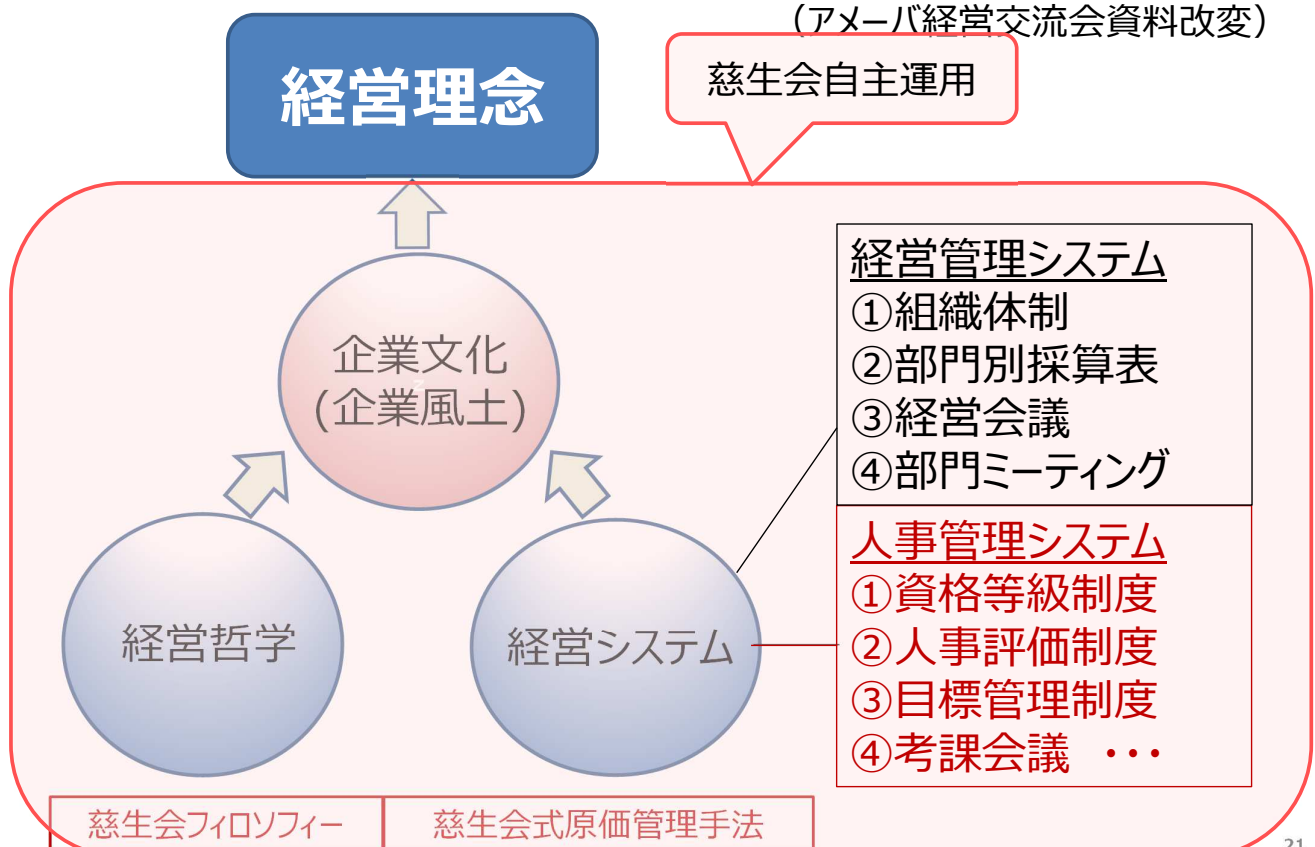 （アメーバ経営交流会資料改変）
経営理念
慈生会自主運用
企業文化
(企業風土)
経営哲学
経営システム
経営管理システム
①組織体制
②部門別採算表
③経営会議
④部門ミーティング
人事管理システム
①資格等級制度
②人事評価制度
③目標管理制度
④考課会議 ・・・
慈生会フィロソフィー
慈生会式原価管理手法
21